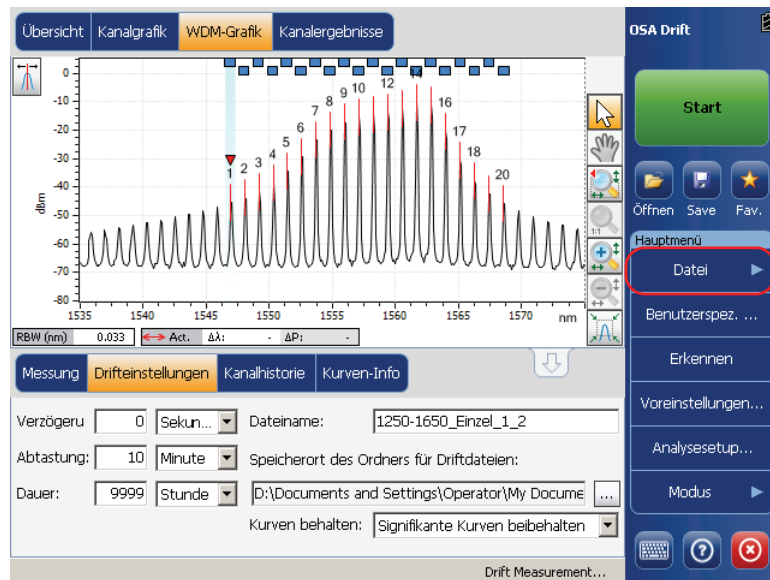 Übersicht Kanalgrafik WDM-Grafik Kanalergebnisse
OSA Drift
0
-10
-20
-30
-40
-50
-60
-70
-80
dBm
1 2 3 4 5 6 7 8 9 10 12 14 16 17 18 20
1535 1540 1545 1550 1555 1560 1565 1570 nm
1:1
RBW (nm) 0.033 Act. Δλ: - ΔP: -
Messung Drifteinstellungen Kanalhistorie Kurven-Info
Verzögeru 0 Sekun... Dateiname: 1250-1650_Einzel_1_2
Abtastung: 10 Minute Speicherort des Ordners für Driftdateien:
Dauer: 9999 Stunde D:\Documents and Settings\Operator\My Docume ...
Kurven behalten: Signifikante Kurven beibehalten
Drift Measurement...
Start
Öffnen Save Fav.
Hauptmenü
Datei
Benutzerspez. ...
Erkennen
Voreinstellungen...
Analysesetup...
Modus